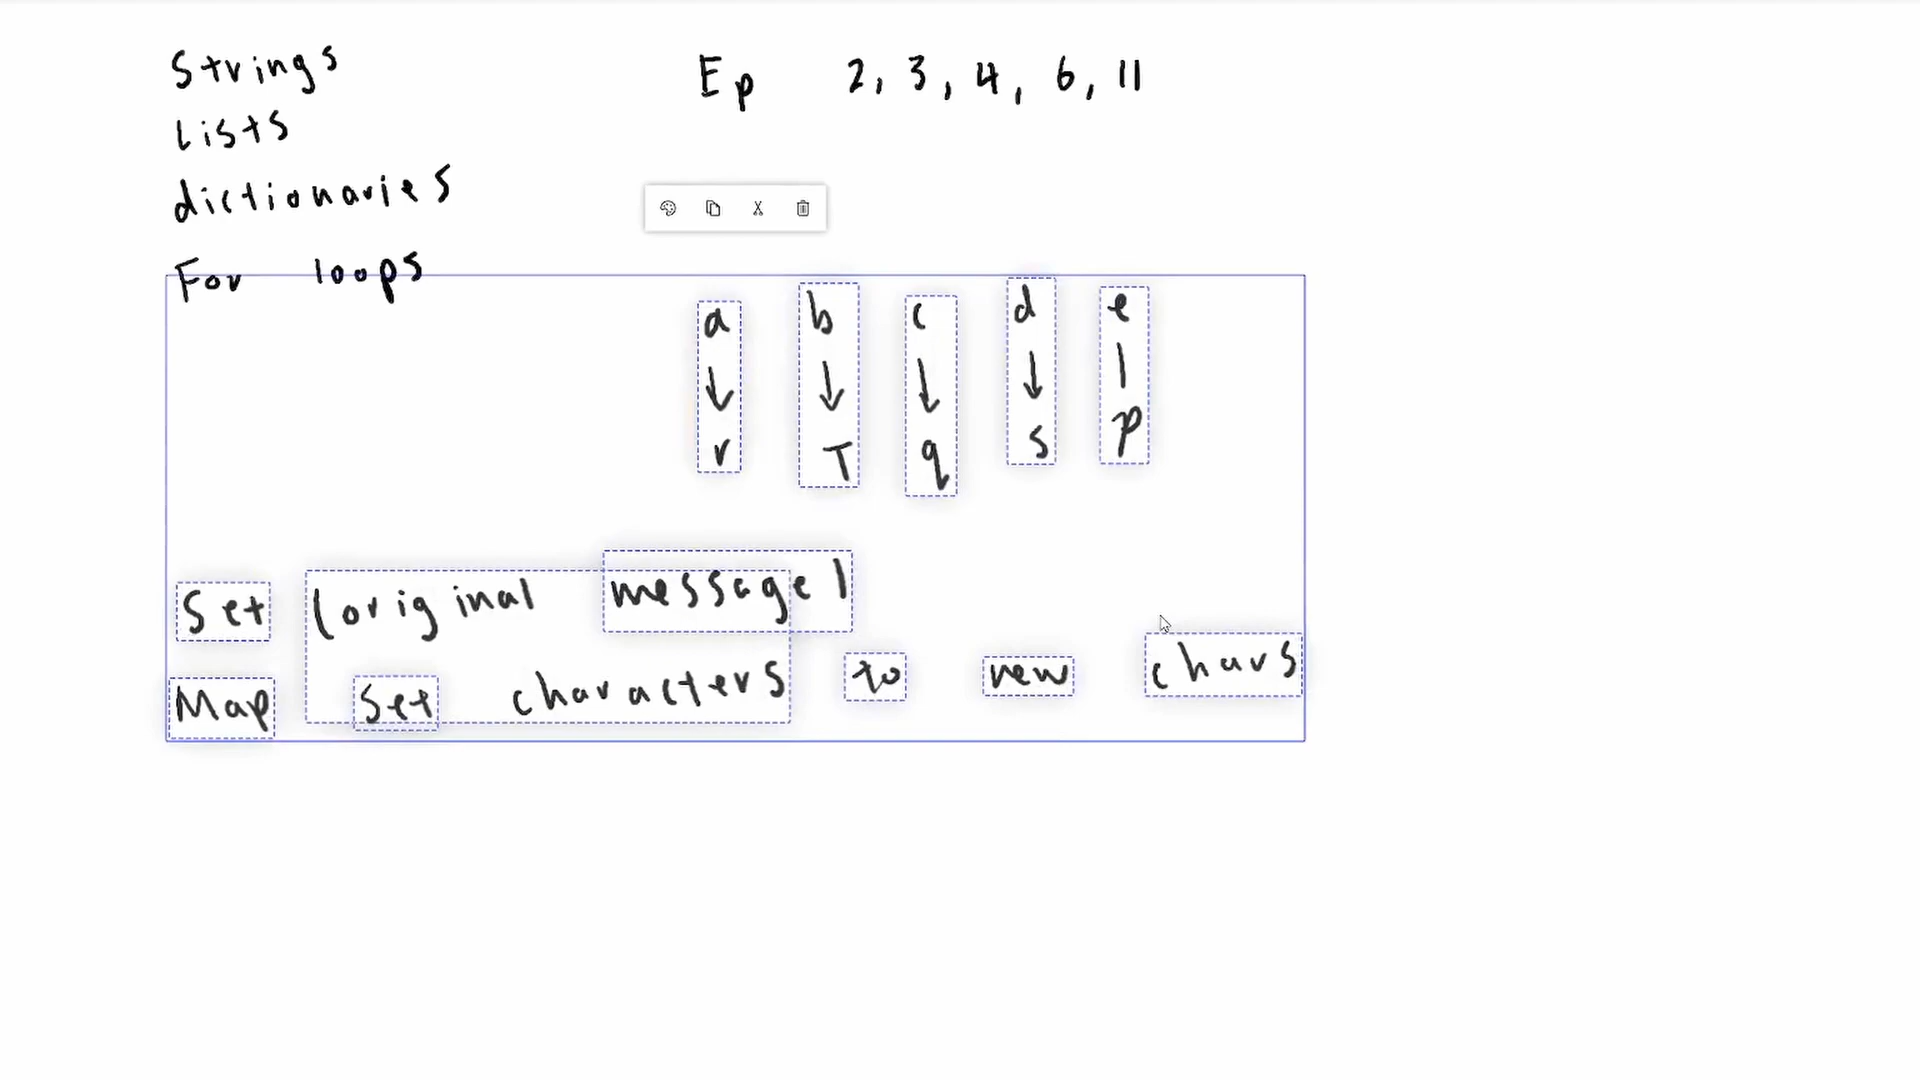 Strings
Ep 2, 3, 4, 6, 11
Lists
dictionaries
For loops
a b c d e
↓ ↓ ↓ ↓ |
r T q s p
Set (original message)
Map set characters to new chars